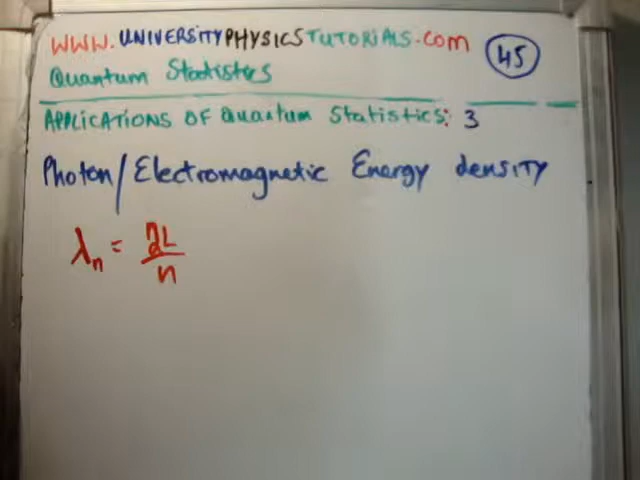 WWW.UNIVERSITYPHYSICSTUTORIALS.COM
Quantum Statistics
45
APPLICATIONS OF Quantum Statistics: 3
Photon/Electromagnetic Energy density
λn = 2L/n